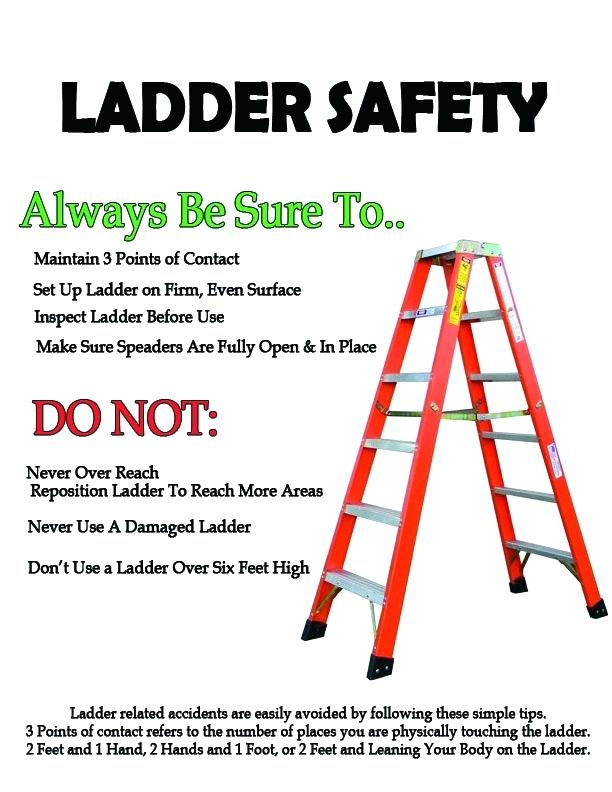 LADDER SAFETY
Always Be Sure To..
Maintain 3 Points of Contact
Set Up Ladder on Firm, Even Surface
Inspect Ladder Before Use
Make Sure Speaders Are Fully Open & In Place
DO NOT:
Never Over Reach
Reposition Ladder To Reach More Areas
Never Use A Damaged Ladder
Don't Use a Ladder Over Six Feet High
Ladder related accidents are easily avoided by following these simple tips.
3 Points of contact refers to the number of places you are physically touching the ladder.
2 Feet and 1 Hand, 2 Hands and 1 Foot, or 2 Feet and Leaning Your Body on the Ladder.